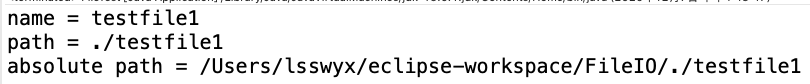 name = testfile1
path = ./testfile1
absolute path = /Users/lsswyx/eclipse-workspace/FileIO/./testfile1